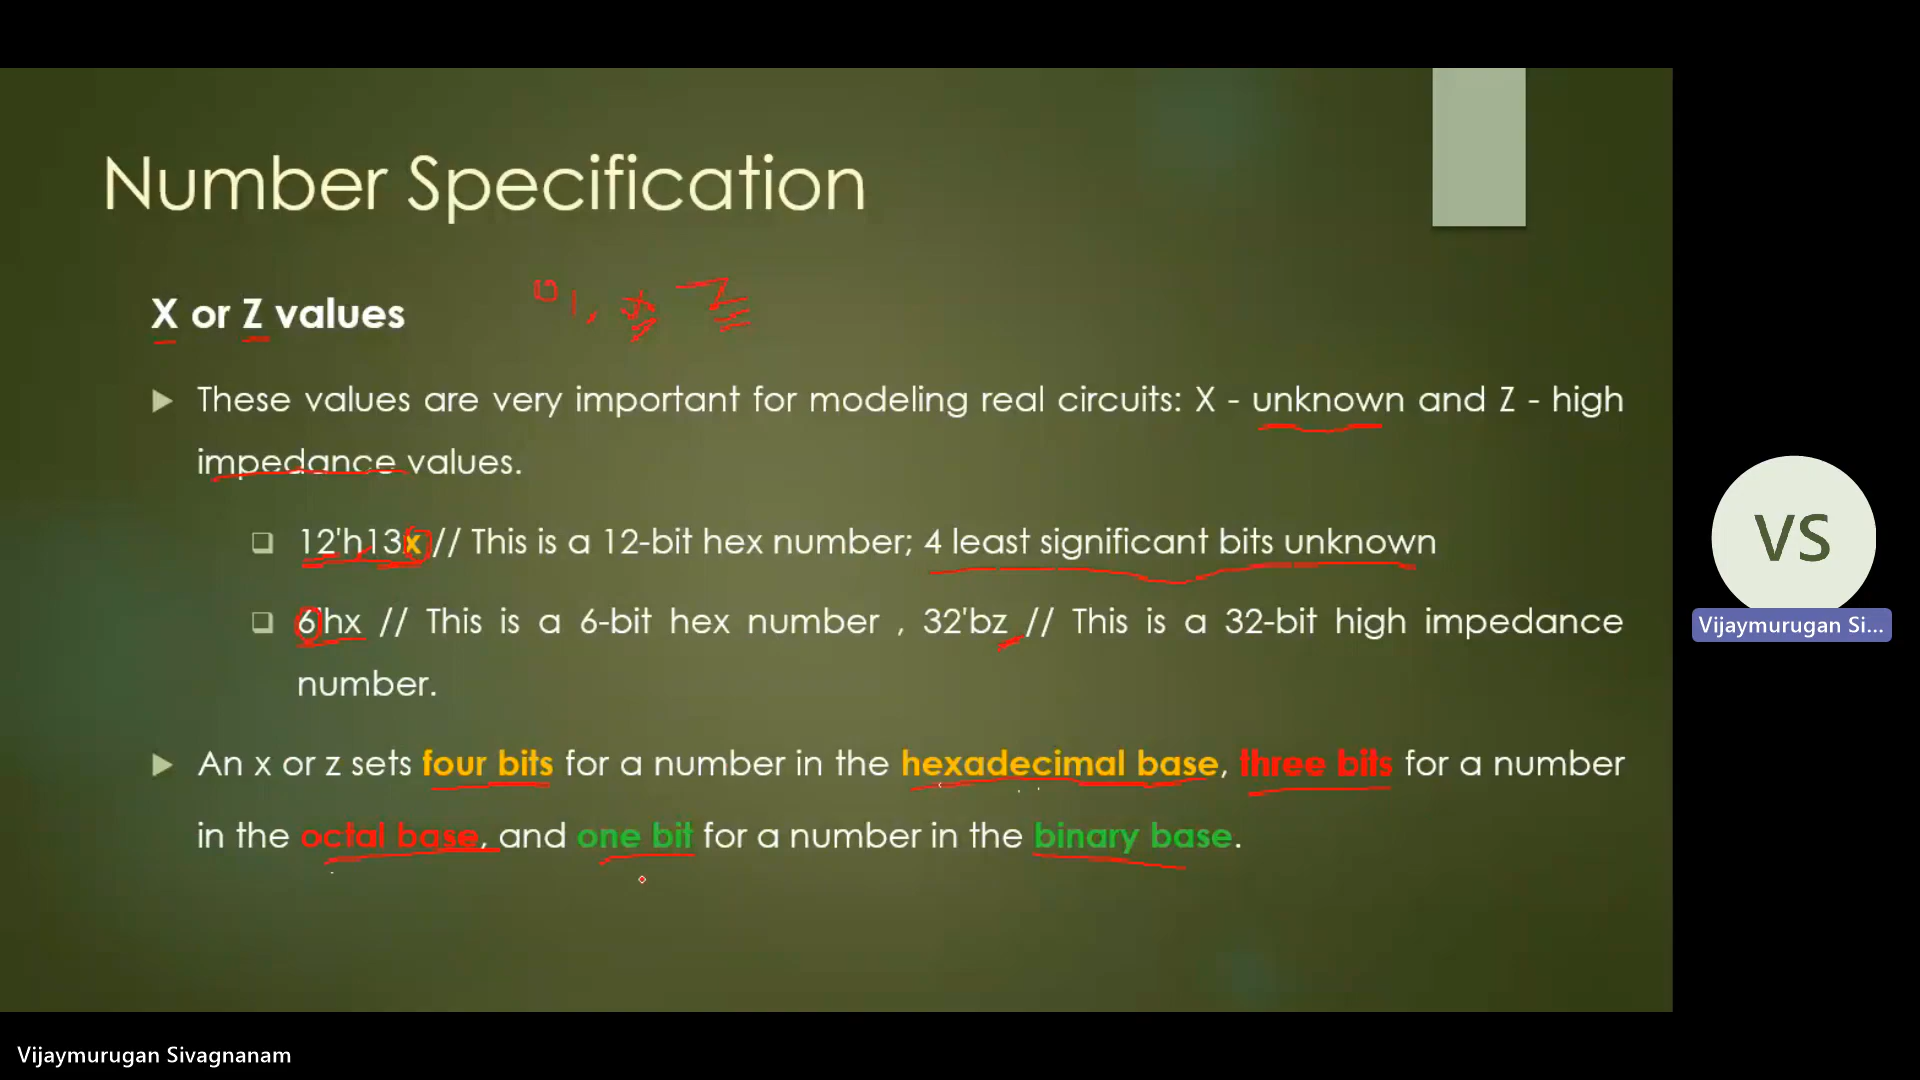 Number Specification
X or Z values
0 1, x z
These values are very important for modeling real circuits: X - unknown and Z - high
impedance values.
12'h13x // This is a 12-bit hex number; 4 least significant bits unknown
6'hx // This is a 6-bit hex number , 32'bz // This is a 32-bit high impedance
number.
An x or z sets four bits for a number in the hexadecimal base, three bits for a number
in the octal base, and one bit for a number in the binary base.
VS
Vijaymurugan Si...
Vijaymurugan Sivagnanam